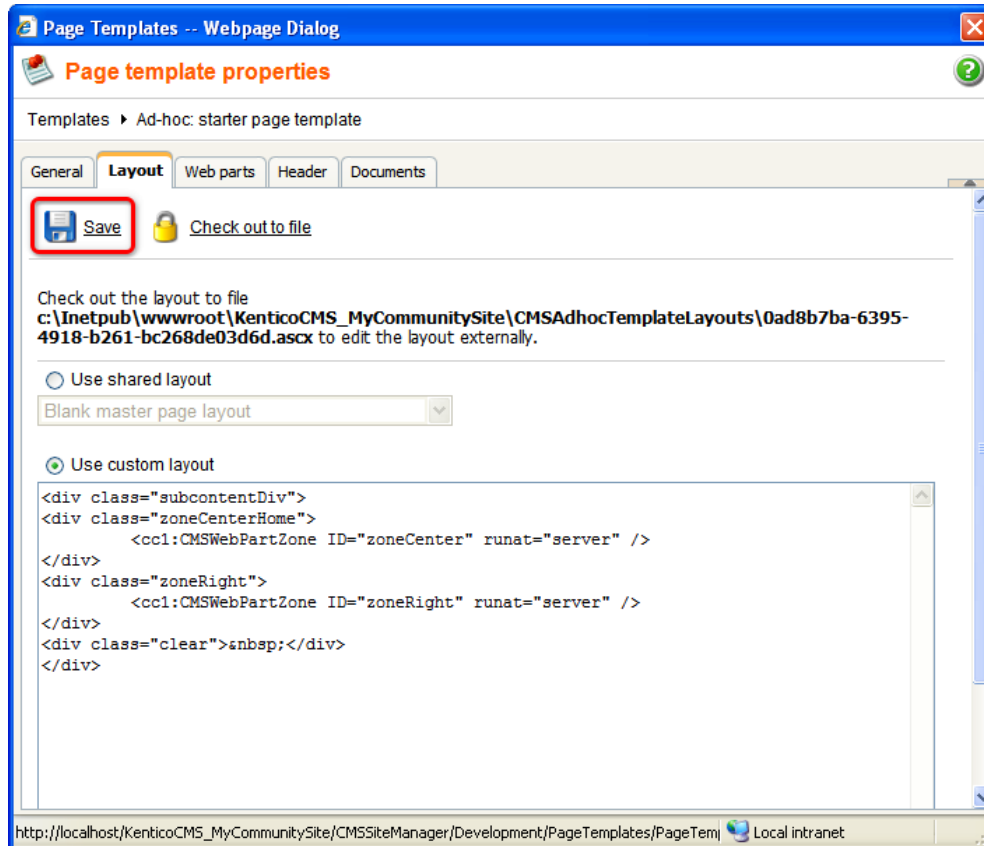 Page Templates -- Webpage Dialog
Page template properties
Templates ▸ Ad-hoc: starter page template
General Layout Web parts Header Documents
Save Check out to file
Check out the layout to file
c:\Inetpub\wwwroot\KenticoCMS_MyCommunitySite\CMSAdhocTemplateLayouts\0ad8b7ba-6395-
4918-b261-bc268de03d6d.ascx to edit the layout externally.
Use shared layout
Blank master page layout
Use custom layout
<div class="subcontentDiv">
<div class="zoneCenterHome">
<cc1:CMSWebPartZone ID="zoneCenter" runat="server" />
</div>
<div class="zoneRight">
<cc1:CMSWebPartZone ID="zoneRight" runat="server" />
</div>
<div class="clear">&nbsp;</div>
</div>
http://localhost/KenticoCMS_MyCommunitySite/CMSSiteManager/Development/PageTemplates/PageTem Local intranet